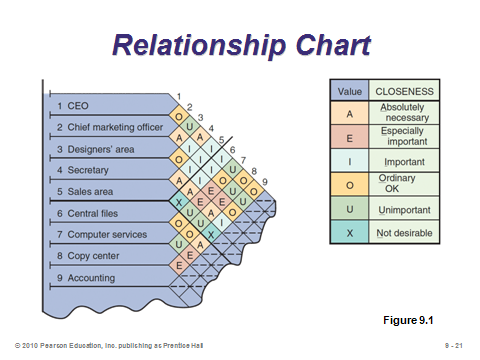 Relationship Chart
1
2
3
4
5
6
7
8
9
1 CEO
2 Chief marketing officer
3 Designers' area
4 Secretary
5 Sales area
6 Central files
7 Computer services
8 Copy center
9 Accounting
O
U
A A
I I
O I I
I I U
A I O U
A E O O
X E U
U A O
O U I
O X
U A
E
E
Value CLOSENESS
A Absolutely
necessary
E Especially
important
I Important
O Ordinary
OK
U Unimportant
X Not desirable
Figure 9.1
© 2010 Pearson Education, Inc. publishing as Prentice Hall
9 - 21